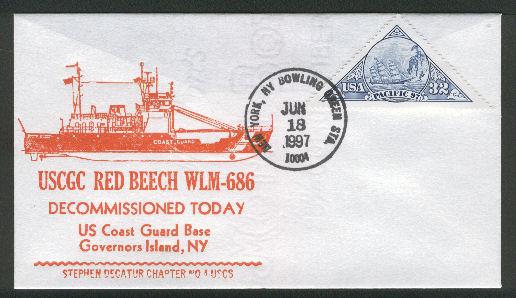 USA
PACIFIC 97
32
NEW YORK, NY BOWLING GREEN STA.
JUN
18
1997
10004
COAST GUARD
USCGC RED BEECH WLM-686
DECOMMISSIONED TODAY
US Coast Guard Base
Governors Island, NY
STEPHEN DECATUR CHAPTER NO 4 USCS